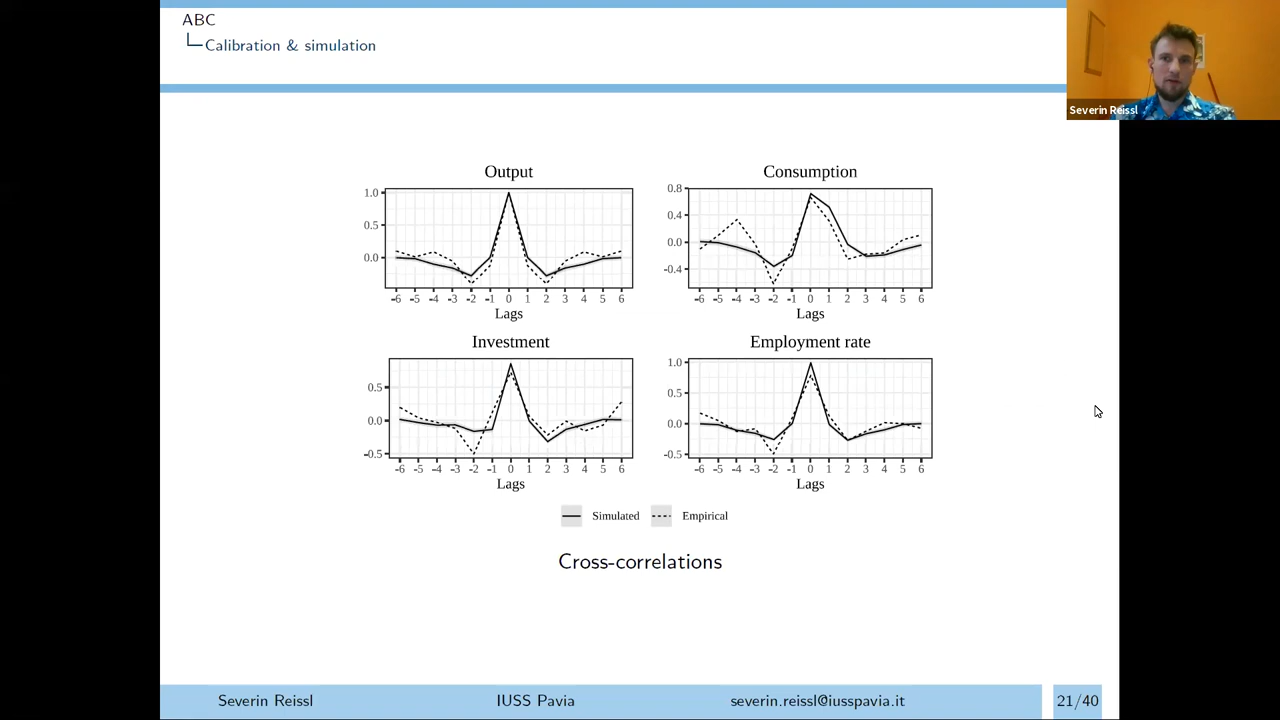 ABC
Calibration & simulation
Severin Reissl
Output
Consumption
1.0
0.5
0.0
0.8
0.4
0.0
-0.4
-6 -5 -4 -3 -2 -1 0 1 2 3 4 5 6
-6 -5 -4 -3 -2 -1 0 1 2 3 4 5 6
Lags
Lags
Investment
Employment rate
0.5
0.0
-0.5
1.0
0.5
0.0
-0.5
-6 -5 -4 -3 -2 -1 0 1 2 3 4 5 6
-6 -5 -4 -3 -2 -1 0 1 2 3 4 5 6
Lags
Lags
Simulated Empirical
Cross-correlations
Severin Reissl IUSS Pavia severin.reissl@iusspavia.it 21/40